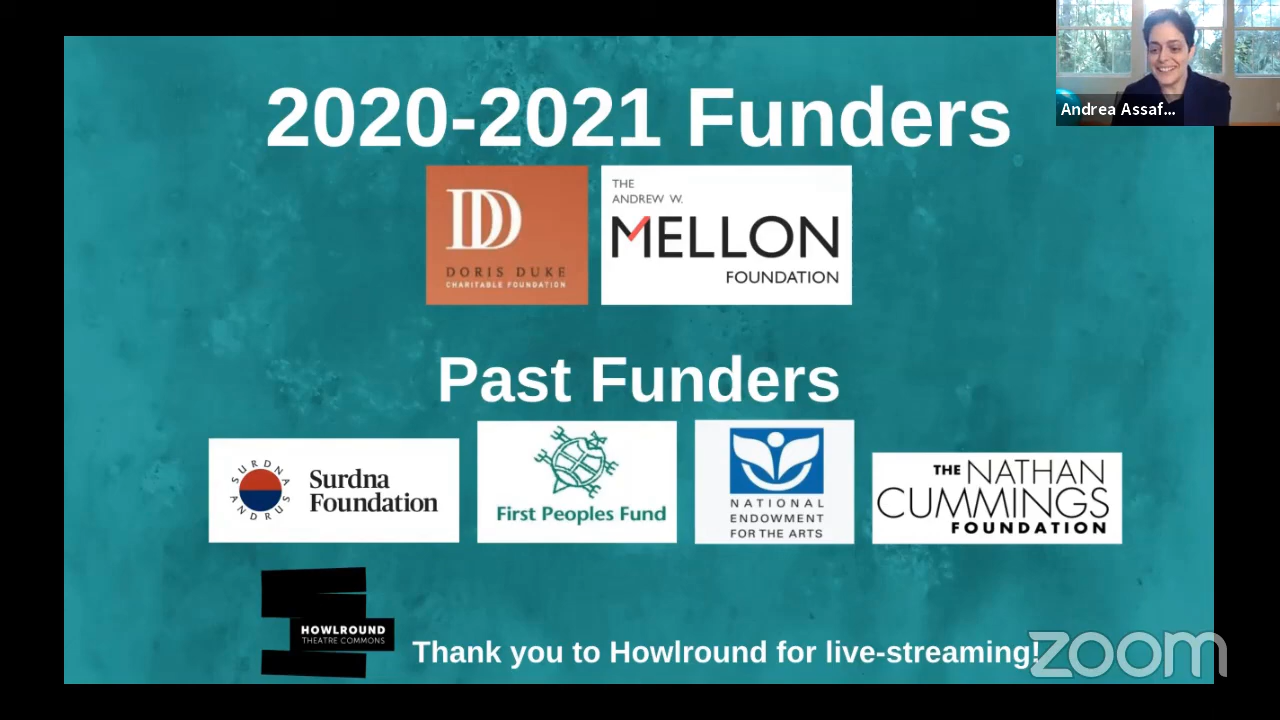 2020-2021 Funders
Andrea Assaf...
DD
DORIS DUKE
CHARITABLE FOUNDATION
THE
ANDREW W.
MELLON
FOUNDATION
Past Funders
SURDNA
ANDRUS
Surdna
Foundation
First Peoples Fund
NATIONAL
ENDOWMENT
FOR THE ARTS
THE NATHAN
CUMMINGS
FOUNDATION
HOWLROUND
THEATRE COMMONS
Thank you to Howlround for live-streaming!
zoom